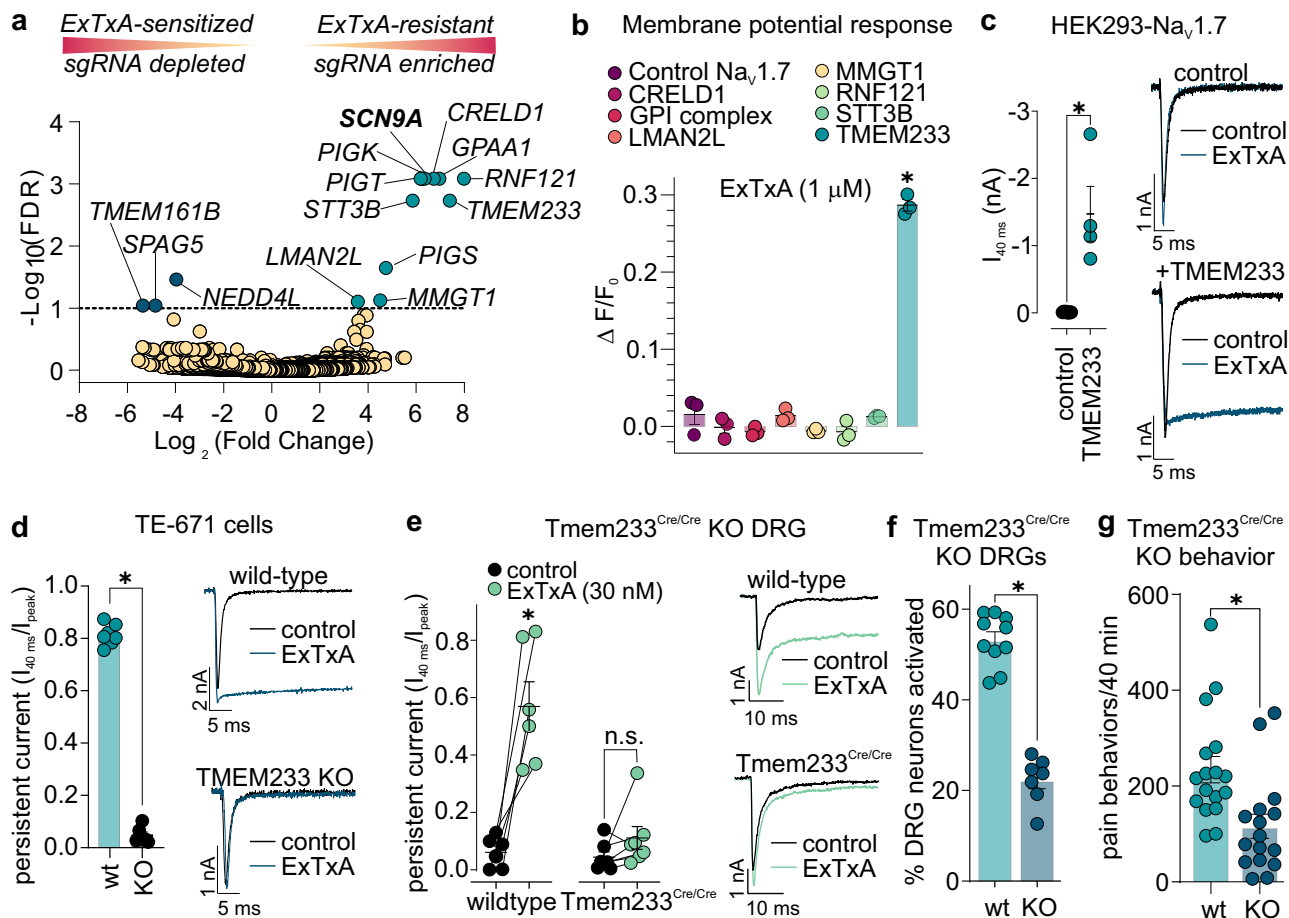 a
ExTxA-sensitized
sgRNA depleted
ExTxA-resistant
sgRNA enriched
-Log10(FDR)
4
3
2
1
0
-8 -6 -4 -2 0 2 4 6 8
Log2 (Fold Change)
SCN9A
CRELD1
PIGK
GPAA1
PIGT
RNF121
STT3B
TMEM233
TMEM161B
SPAG5
NEDD4L
LMAN2L
PIGS
MMGT1
b Membrane potential response
Control NaV1.7
CRELD1
GPI complex
LMAN2L
MMGT1
RNF121
STT3B
TMEM233
ExTxA (1 μM)
*
Δ F/F0
0.3
0.2
0.1
0.0
c HEK293-NaV1.7
I40 ms (nA)
-3
-2
-1
0
*
control
TMEM233
control
control
ExTxA
1 nA
5 ms
+TMEM233
control
ExTxA
1 nA
5 ms
d TE-671 cells
persistent current (I40 ms/Ipeak)
1.0
0.8
0.6
0.4
0.2
0.0
*
wt KO
wild-type
control
ExTxA
2 nA
5 ms
TMEM233 KO
control
ExTxA
1 nA
5 ms
e Tmem233Cre/Cre KO DRG
control
ExTxA (30 nM)
persistent current (I40 ms/Ipeak)
0.8
0.6
0.4
0.2
0.0
*
n.s.
wildtype Tmem233Cre/Cre
wild-type
control
ExTxA
1 nA
10 ms
Tmem233Cre/Cre
control
ExTxA
1 nA
10 ms
f Tmem233Cre/Cre
KO DRGs
% DRG neurons activated
60
40
20
0
*
wt KO
g Tmem233Cre/Cre
KO behavior
pain behaviors/40 min
600
400
200
0
*
wt KO